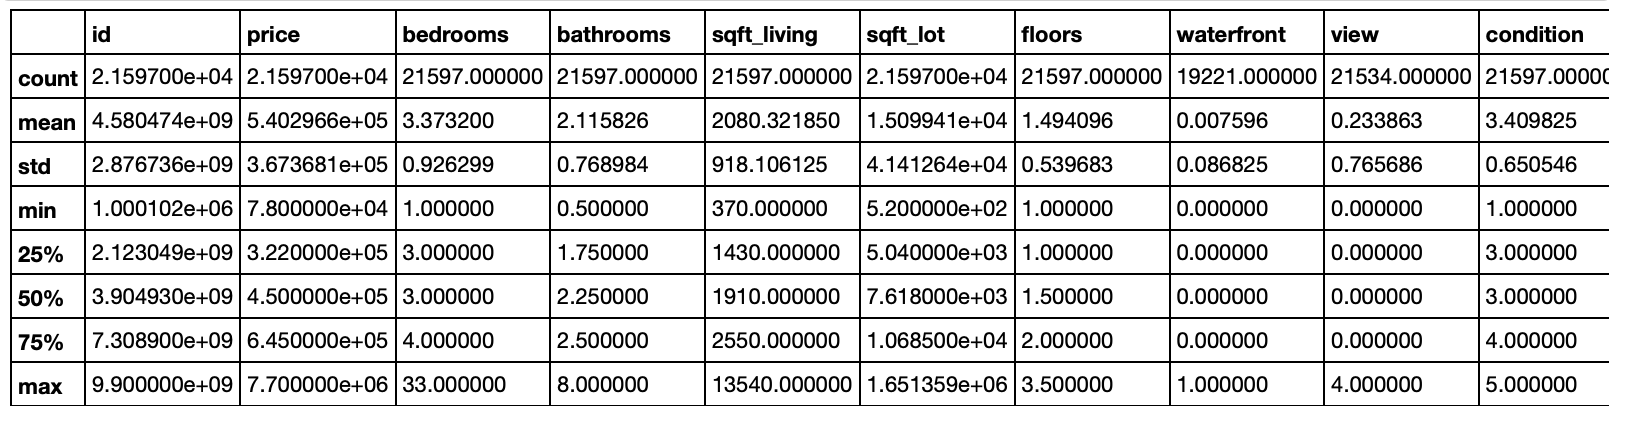 id price bedrooms bathrooms sqft_living sqft_lot floors waterfront view condition
count 2.159700e+04 2.159700e+04 21597.000000 21597.000000 21597.000000 2.159700e+04 21597.000000 19221.000000 21534.000000 21597.00000
mean 4.580474e+09 5.402966e+05 3.373200 2.115826 2080.321850 1.509941e+04 1.494096 0.007596 0.233863 3.409825
std 2.876736e+09 3.673681e+05 0.926299 0.768984 918.106125 4.141264e+04 0.539683 0.086825 0.765686 0.650546
min 1.000102e+06 7.800000e+04 1.000000 0.500000 370.000000 5.200000e+02 1.000000 0.000000 0.000000 1.000000
25% 2.123049e+09 3.220000e+05 3.000000 1.750000 1430.000000 5.040000e+03 1.000000 0.000000 0.000000 3.000000
50% 3.904930e+09 4.500000e+05 3.000000 2.250000 1910.000000 7.618000e+03 1.500000 0.000000 0.000000 3.000000
75% 7.308900e+09 6.450000e+05 4.000000 2.500000 2550.000000 1.068500e+04 2.000000 0.000000 0.000000 4.000000
max 9.900000e+09 7.700000e+06 33.000000 8.000000 13540.000000 1.651359e+06 3.500000 1.000000 4.000000 5.000000